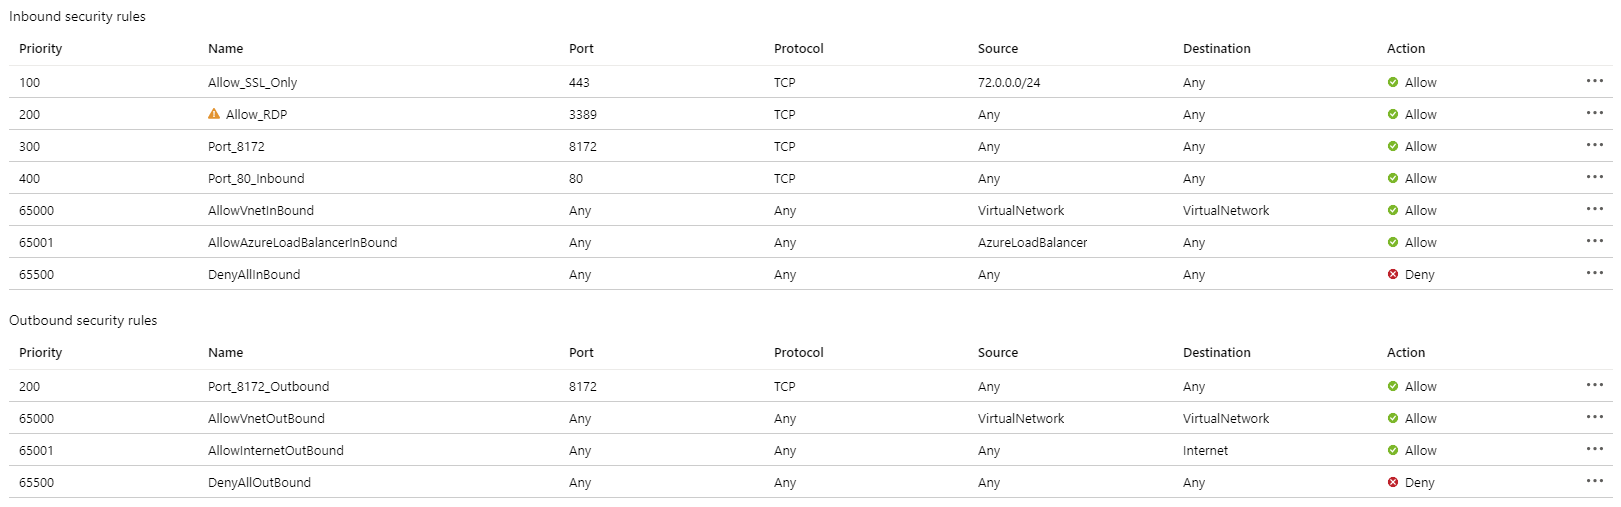 Inbound security rules
Priority Name Port Protocol Source Destination Action
100 Allow_SSL_Only 443 TCP 72.0.0.0/24 Any Allow
200 Allow_RDP 3389 TCP Any Any Allow
300 Port_8172 8172 TCP Any Any Allow
400 Port_80_Inbound 80 TCP Any Any Allow
65000 AllowVnetInBound Any Any VirtualNetwork VirtualNetwork Allow
65001 AllowAzureLoadBalancerInBound Any Any AzureLoadBalancer Any Allow
65500 DenyAllInBound Any Any Any Any Deny
Outbound security rules
Priority Name Port Protocol Source Destination Action
200 Port_8172_Outbound 8172 TCP Any Any Allow
65000 AllowVnetOutBound Any Any VirtualNetwork VirtualNetwork Allow
65001 AllowInternetOutBound Any Any Any Internet Allow
65500 DenyAllOutBound Any Any Any Any Deny